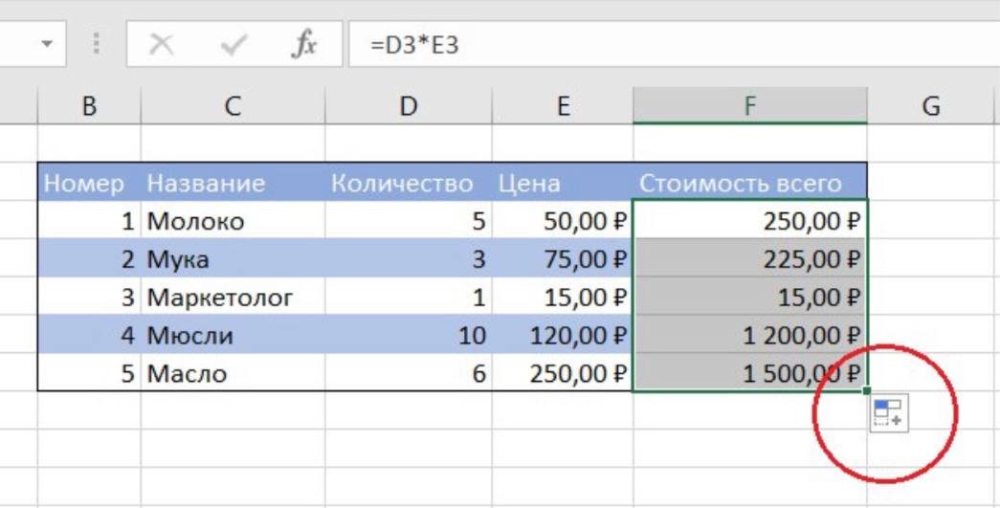 fx =D3*E3
B C D E F G
Номер Название Количество Цена Стоимость всего
1 Молоко 5 50,00 ₽ 250,00 ₽
2 Мука 3 75,00 ₽ 225,00 ₽
3 Маркетолог 1 15,00 ₽ 15,00 ₽
4 Мюсли 10 120,00 ₽ 1 200,00 ₽
5 Масло 6 250,00 ₽ 1 500,00 ₽